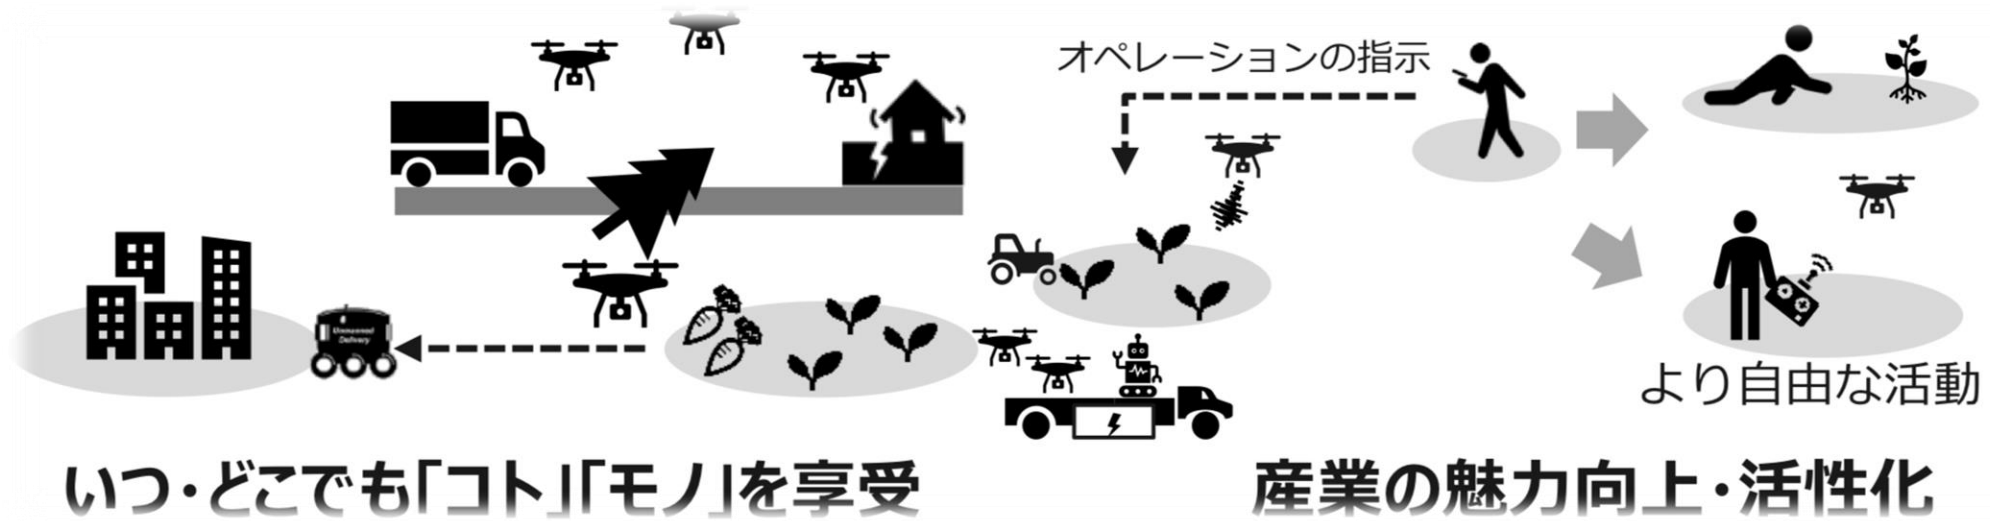 オペレーションの指示
Unmanned
Delivery
より自由な活動
いつ・どこでも「コト」「モノ」を享受
産業の魅力向上・活性化